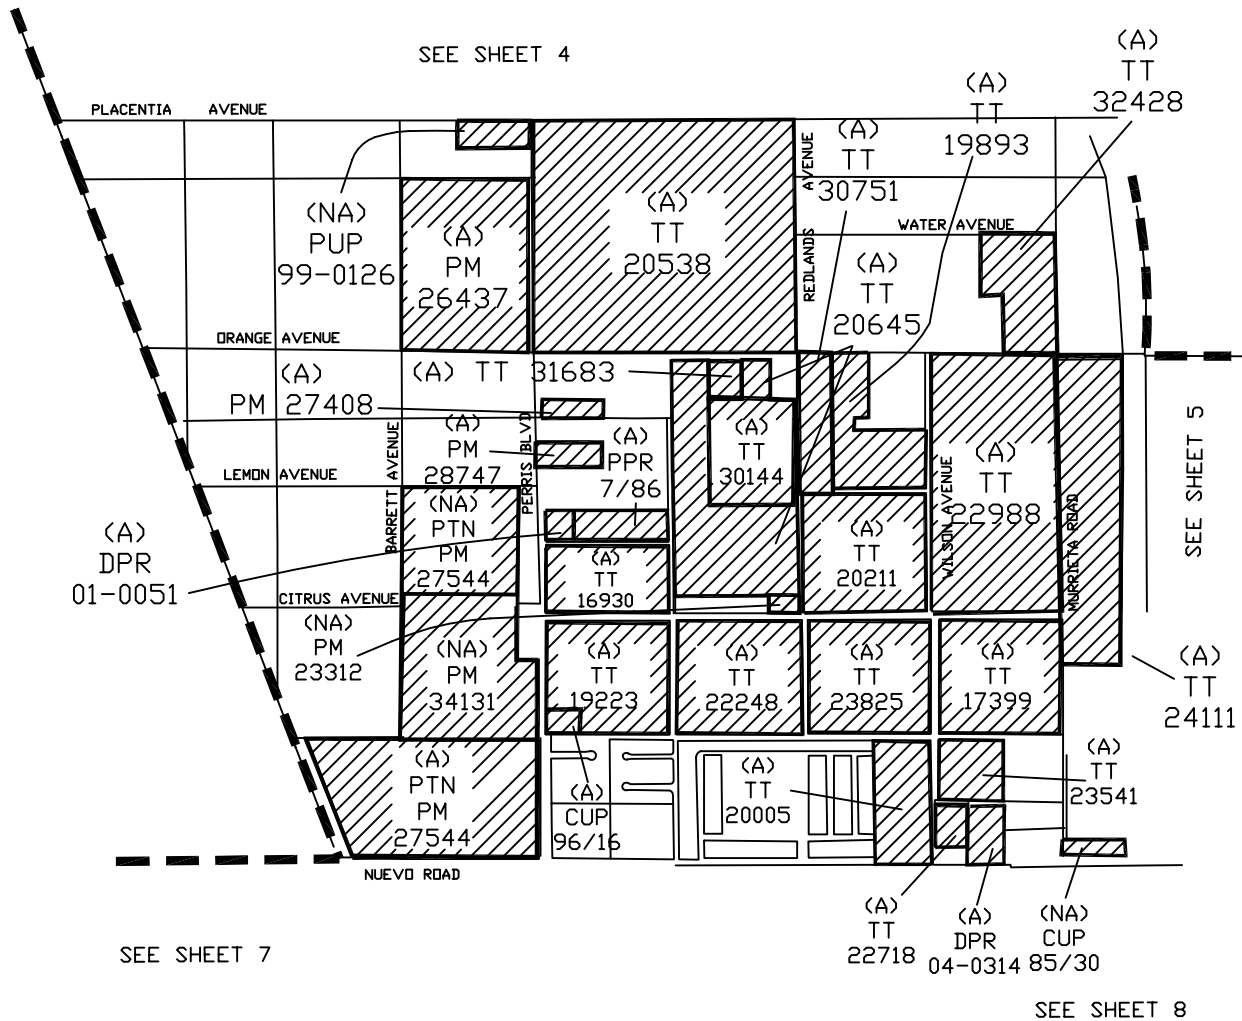 SEE SHEET 4
(A)
TT
32428
(A)
TT
19893
PLACENTIA AVENUE
(A)
TT
30751
REDLANDS AVENUE
(NA)
PUP
99-0126
(A)
PM
26437
(A)
TT
20538
WATER AVENUE
(A)
TT
20645
ORANGE AVENUE
(A)
PM 27408
(A) TT 31683
(A)
PM
28747
PERRIS BLVD
(A)
PPR
7/86
(A)
TT
30144
(A)
TT
22988
WILSON AVENUE
MURRIETA ROAD
SEE SHEET 5
LEMON AVENUE
BARRETT AVENUE
(NA)
PTN
PM
27544
(A)
DPR
01-0051
(A)
TT
16930
(A)
TT
20211
CITRUS AVENUE
(NA)
PM
23312
(NA)
PM
34131
(A)
TT
19223
(A)
TT
22248
(A)
TT
23825
(A)
TT
17399
(A)
TT
24111
(A)
PTN
PM
27544
(A)
CUP
96/16
(A)
TT
20005
(A)
TT
23541
NUEVO ROAD
(A)
TT
22718
(A)
DPR
04-0314
(NA)
CUP
85/30
SEE SHEET 7
SEE SHEET 8